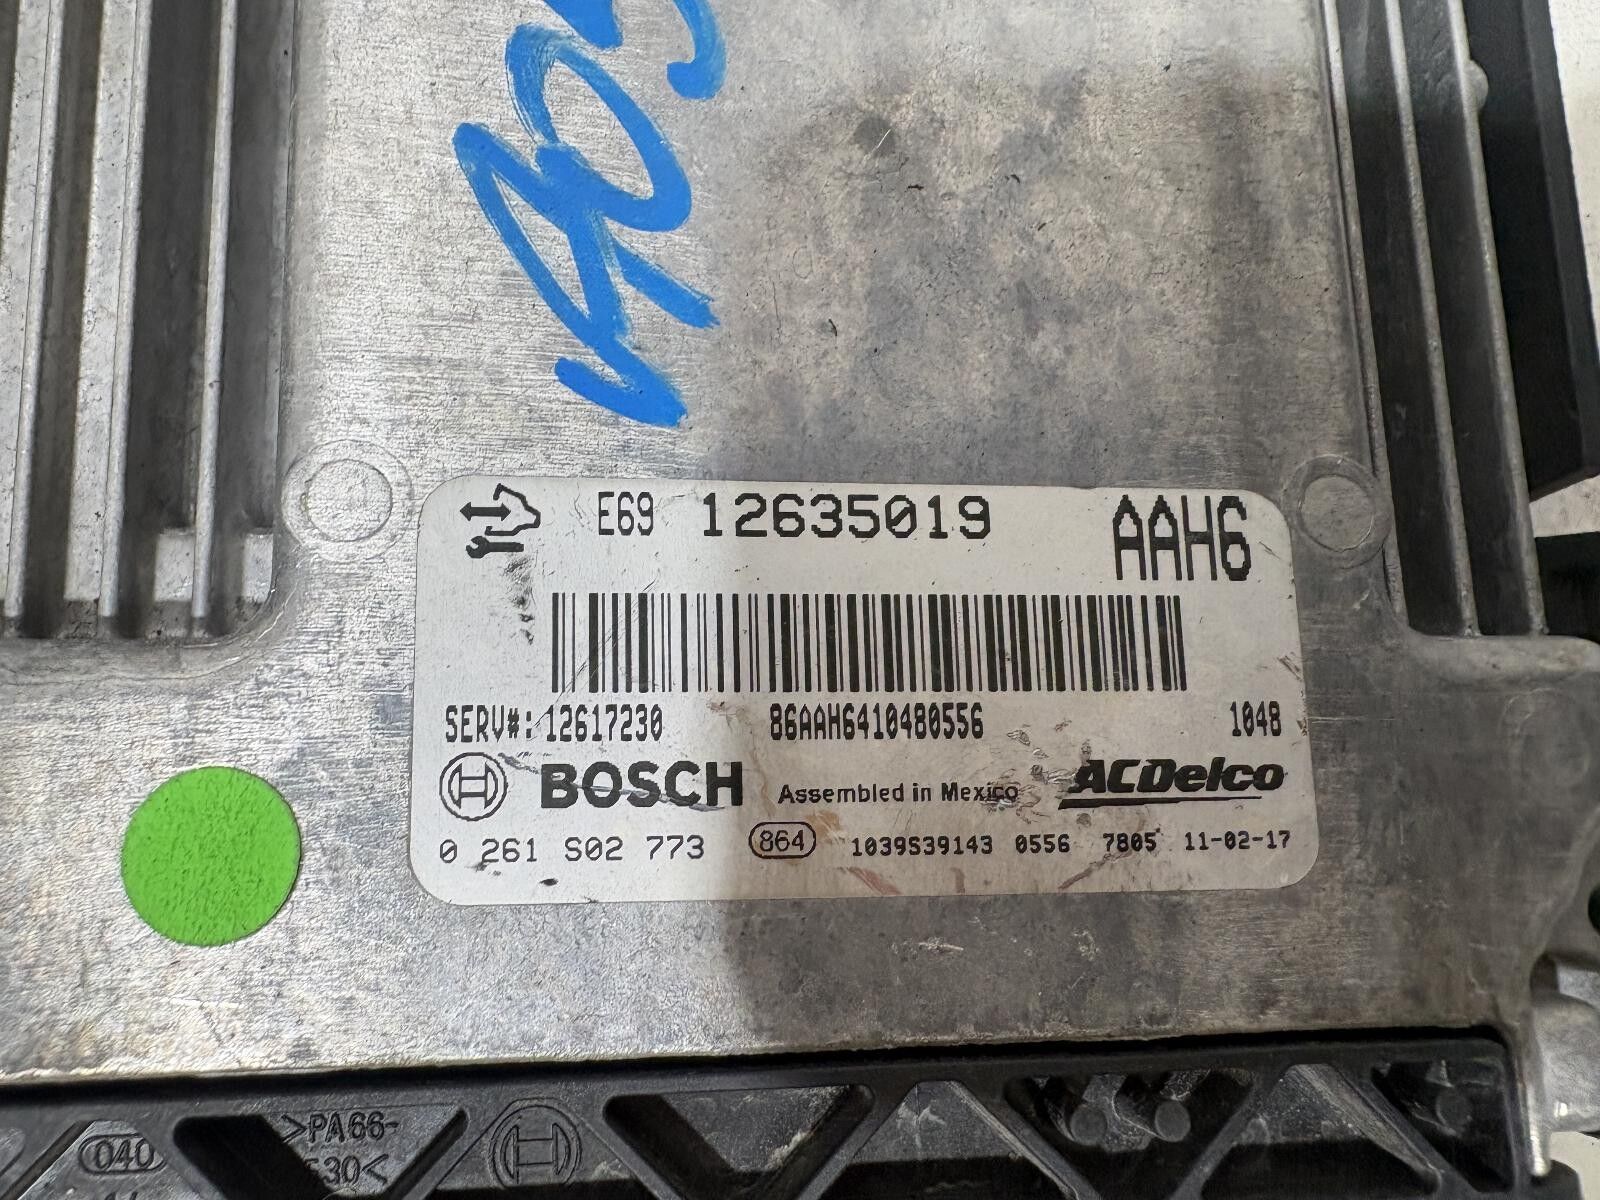 E69 12635019 AAH6
SERV#: 12617230 86AAH6410480556 1048
BOSCH Assembled in Mexico ACDelco
0 261 S02 773 864 1039S39143 0556 7805 11-02-17
>PA66-
040